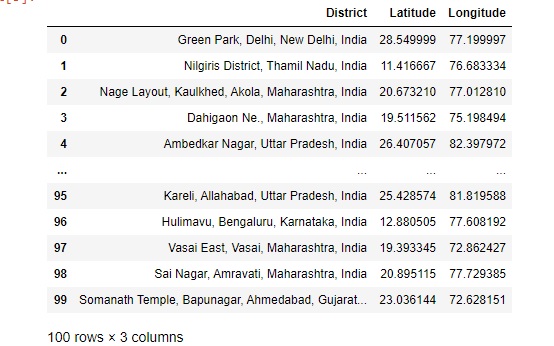 District Latitude Longitude
0 Green Park, Delhi, New Delhi, India 28.549999 77.199997
1 Nilgiris District, Thamil Nadu, India 11.416667 76.683334
2 Nage Layout, Kaulkhed, Akola, Maharashtra, India 20.673210 77.012810
3 Dahigaon Ne., Maharashtra, India 19.511562 75.198494
4 Ambedkar Nagar, Uttar Pradesh, India 26.407057 82.397972
... ... ... ...
95 Kareli, Allahabad, Uttar Pradesh, India 25.428574 81.819588
96 Hulimavu, Bengaluru, Karnataka, India 12.880505 77.608192
97 Vasai East, Vasai, Maharashtra, India 19.393345 72.862427
98 Sai Nagar, Amravati, Maharashtra, India 20.895115 77.729385
99 Somanath Temple, Bapunagar, Ahmedabad, Gujarat... 23.036144 72.628151
100 rows × 3 columns